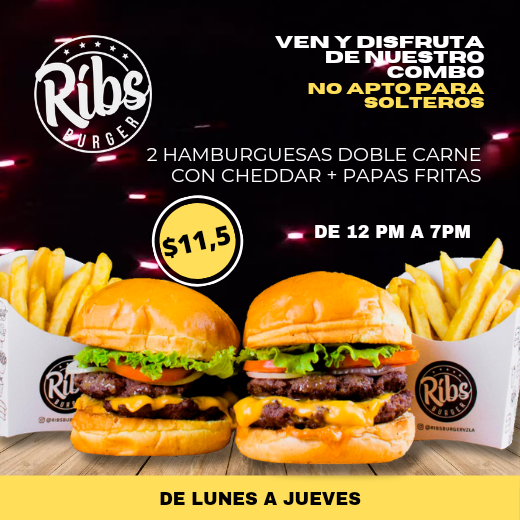 Ribs
BURGER
VEN Y DISFRUTA
DE NUESTRO
COMBO
NO APTO PARA
SOLTEROS
2 HAMBURGUESAS DOBLE CARNE
CON CHEDDAR + PAPAS FRITAS
$11,5
DE 12 PM A 7PM
Ribs
BURGER
@RIBSBURGERVZLA
Ribs
BURGER
@RIBSBURGERVZLA
DE LUNES A JUEVES